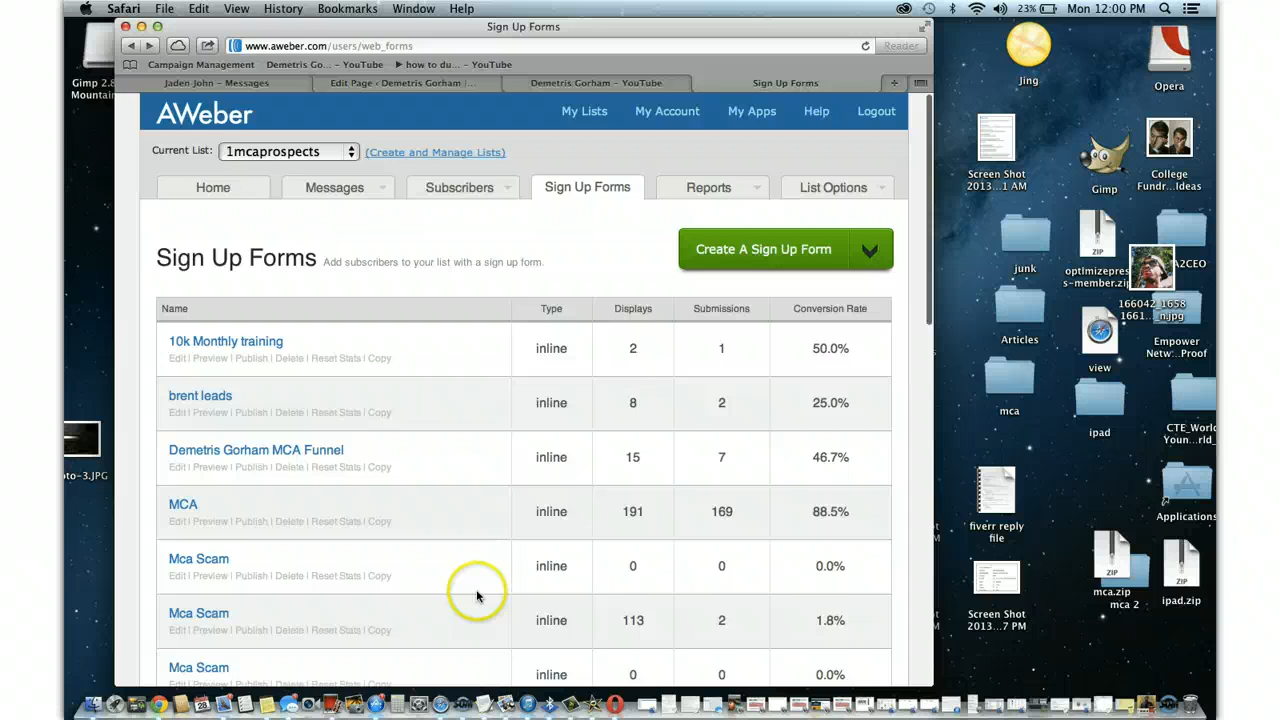 Safari File Edit View History Bookmarks Window Help 23% Mon 12:00 PM
Sign Up Forms
www.aweber.com/users/web_forms Reader
Campaign Management Demetris Go... - YouTube how to du... - YouTube
Jaden John - Messages Edit Page ‹ Demetris Gorham |... Demetris Gorham - YouTube Sign Up Forms
AWeber My Lists My Account My Apps Help Logout
Current List: 1mcaprospects (Create and Manage Lists)
Home Messages Subscribers Sign Up Forms Reports List Options
Sign Up Forms Add subscribers to your list with a sign up form. Create A Sign Up Form
Name Type Displays Submissions Conversion Rate
10k Monthly training inline 2 1 50.0%
Edit | Preview | Publish | Delete | Reset Stats | Copy
brent leads inline 8 2 25.0%
Edit | Preview | Publish | Delete | Reset Stats | Copy
Demetris Gorham MCA Funnel inline 15 7 46.7%
Edit | Preview | Publish | Delete | Reset Stats | Copy
MCA inline 191 169 88.5%
Edit | Preview | Publish | Delete | Reset Stats | Copy
Mca Scam inline 0 0 0.0%
Edit | Preview | Publish | Delete | Reset Stats | Copy
Mca Scam inline 113 2 1.8%
Edit | Preview | Publish | Delete | Reset Stats | Copy
Mca Scam inline 0 0 0.0%
Gimp 2.8
Mountain
oto-3.JPG
Jing
Opera
Screen Shot
2013...1 AM
Gimp
College
Fundr...Ideas
junk
ZIP
optimizepres
s-member.zip
A2CEO
166042_1658
1661..._n.jpg
Articles
view
Empower
Netw...Proof
mca
ipad
CTE_World
Youn...rld_
fiverr reply
file
Applications
Screen Shot
2013...7 PM
ZIP
mca.zip
mca 2
ZIP
ipad.zip